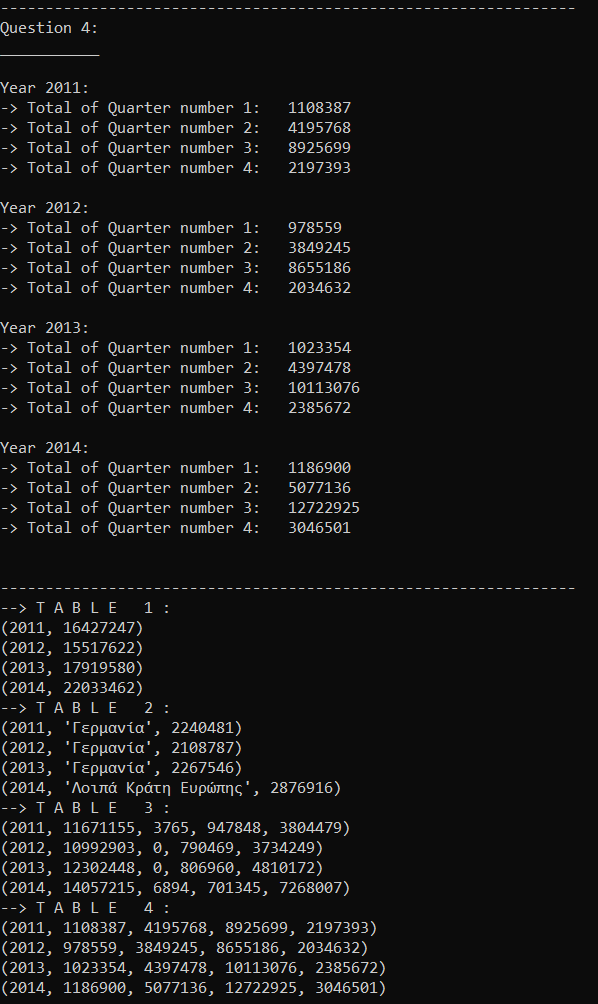 ----------------------------------------------------------------
Question 4:
___________
Year 2011:
-> Total of Quarter number 1:   1108387
-> Total of Quarter number 2:   4195768
-> Total of Quarter number 3:   8925699
-> Total of Quarter number 4:   2197393
Year 2012:
-> Total of Quarter number 1:   978559
-> Total of Quarter number 2:   3849245
-> Total of Quarter number 3:   8655186
-> Total of Quarter number 4:   2034632
Year 2013:
-> Total of Quarter number 1:   1023354
-> Total of Quarter number 2:   4397478
-> Total of Quarter number 3:   10113076
-> Total of Quarter number 4:   2385672
Year 2014:
-> Total of Quarter number 1:   1186900
-> Total of Quarter number 2:   5077136
-> Total of Quarter number 3:   12722925
-> Total of Quarter number 4:   3046501
----------------------------------------------------------------
--> T A B L E   1 :
(2011, 16427247)
(2012, 15517622)
(2013, 17919580)
(2014, 22033462)
--> T A B L E   2 :
(2011, 'Γερμανία', 2240481)
(2012, 'Γερμανία', 2108787)
(2013, 'Γερμανία', 2267546)
(2014, 'Λοιπά Κράτη Ευρώπης', 2876916)
--> T A B L E   3 :
(2011, 11671155, 3765, 947848, 3804479)
(2012, 10992903, 0, 790469, 3734249)
(2013, 12302448, 0, 806960, 4810172)
(2014, 14057215, 6894, 701345, 7268007)
--> T A B L E   4 :
(2011, 1108387, 4195768, 8925699, 2197393)
(2012, 978559, 3849245, 8655186, 2034632)
(2013, 1023354, 4397478, 10113076, 2385672)
(2014, 1186900, 5077136, 12722925, 3046501)